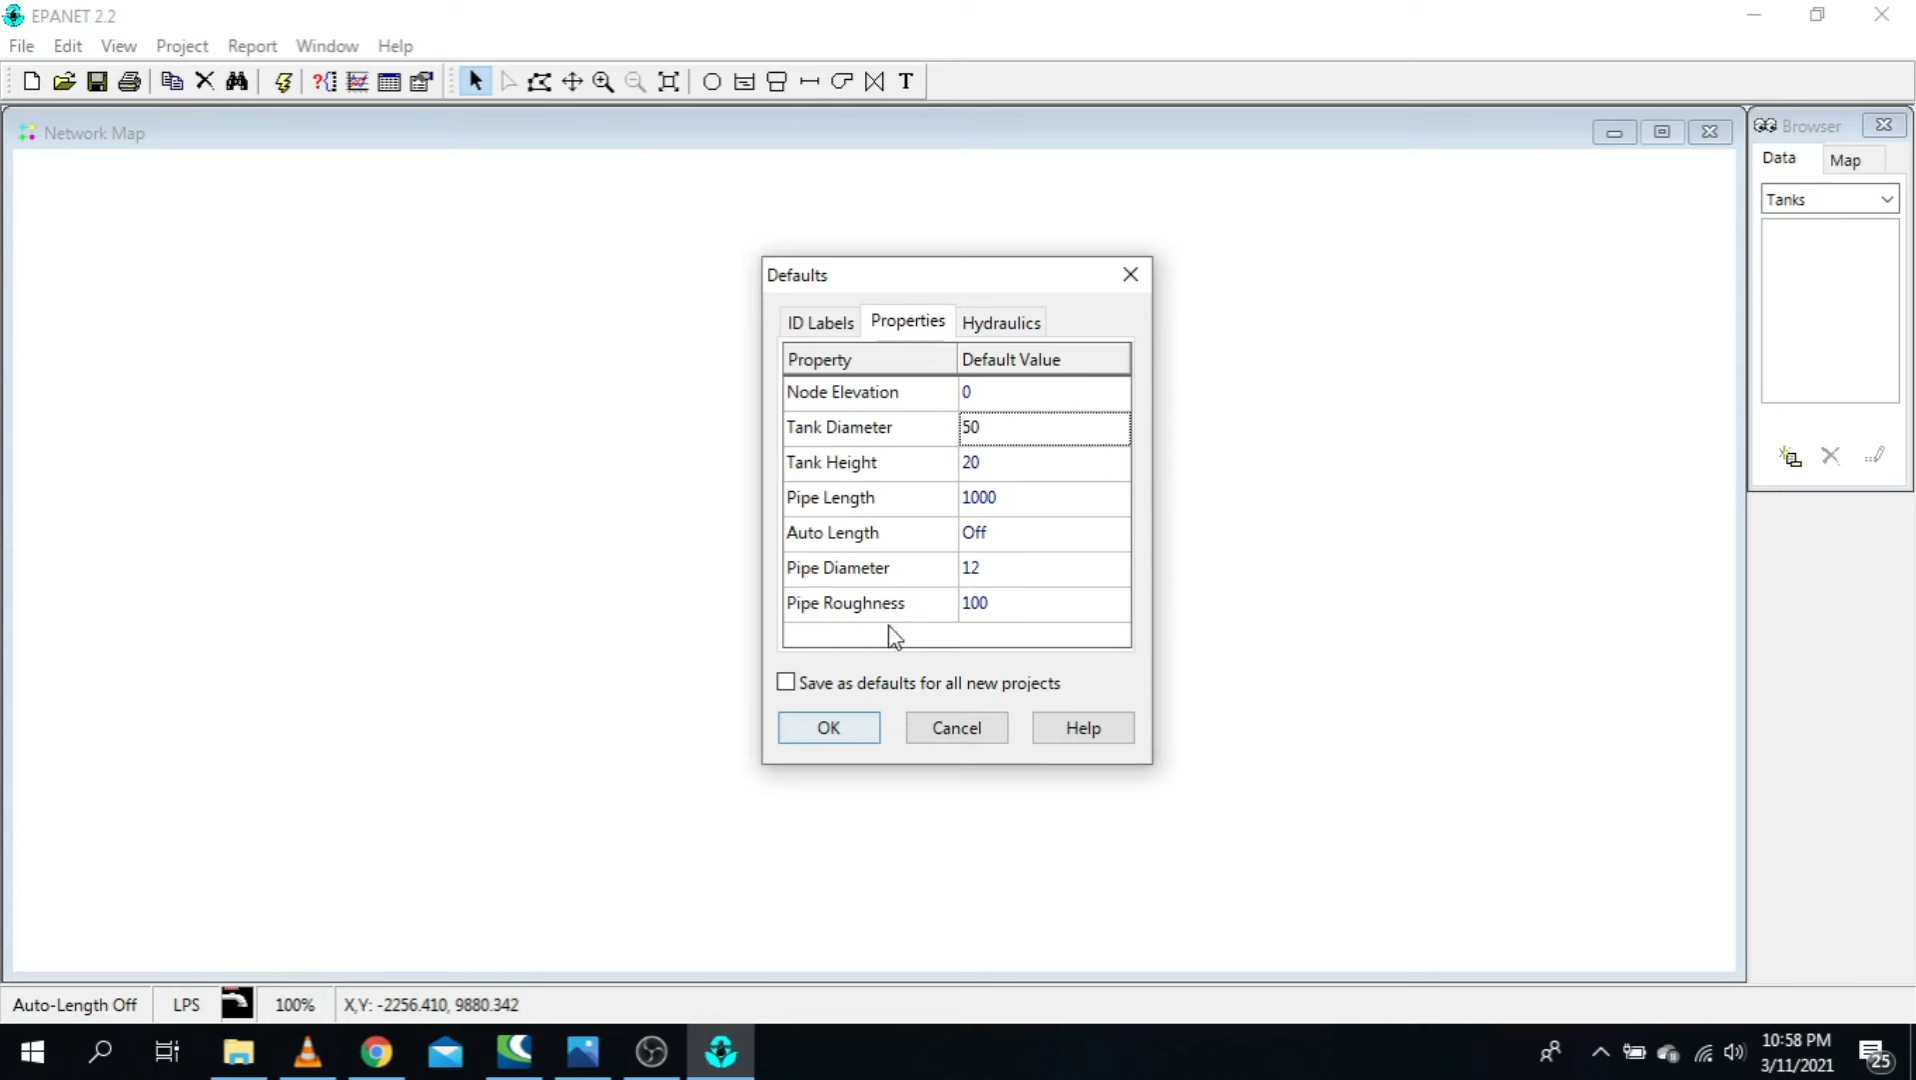 EPANET 2.2
File Edit View Project Report Window Help
T
Network Map
Browser
Data Map
Tanks
Defaults
ID Labels Properties Hydraulics
Property Default Value
Node Elevation 0
Tank Diameter 50
Tank Height 20
Pipe Length 1000
Auto Length Off
Pipe Diameter 12
Pipe Roughness 100
Save as defaults for all new projects
OK Cancel Help
Auto-Length Off LPS 100% X,Y: -2256.410, 9880.342
10:58 PM
3/11/2021
25